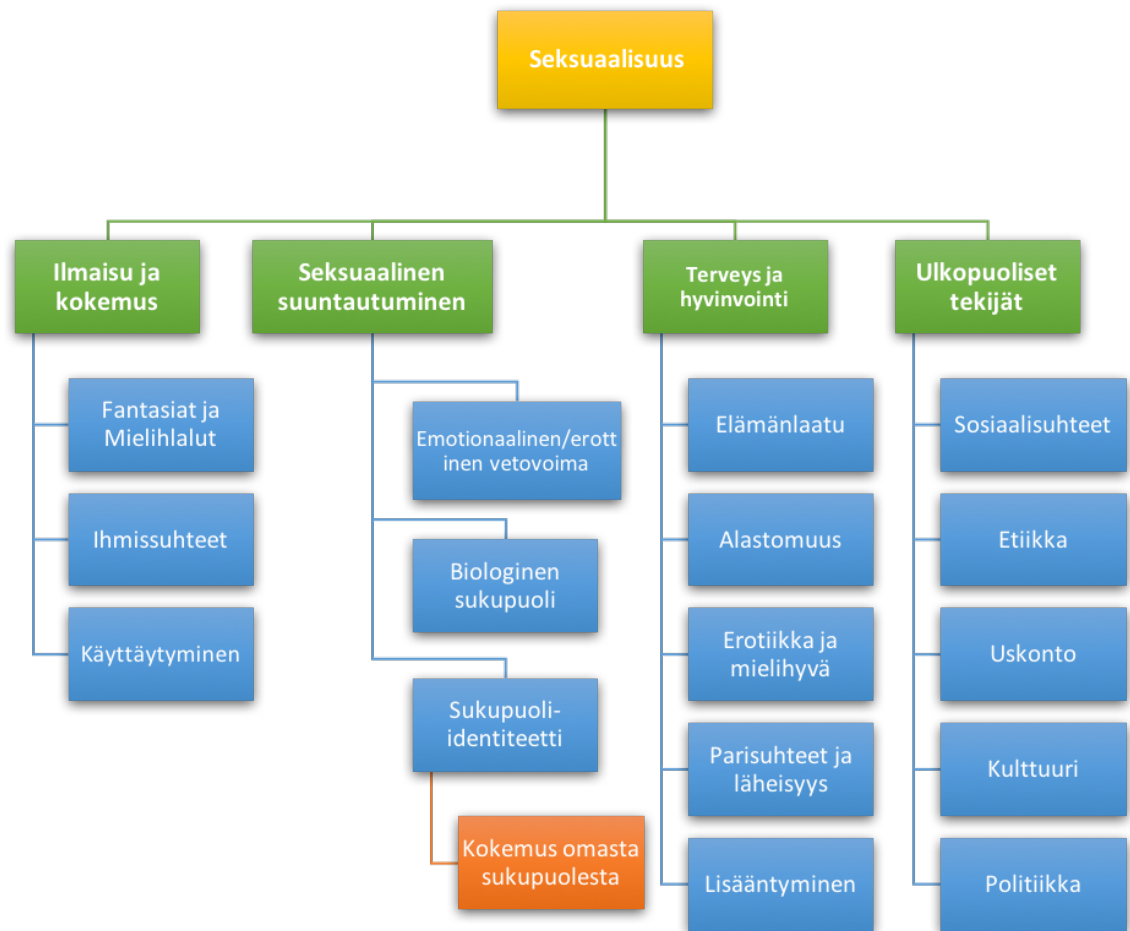 Seksuaalisuus
Ilmaisu ja
kokemus
Fantasiat ja
Mielihlalut
Ihmissuhteet
Käyttäytyminen
Seksuaalinen
suuntautuminen
Emotionaalinen/erott
inen vetovoima
Biologinen
sukupuoli
Sukupuoli-
identiteetti
Kokemus omasta
sukupuolesta
Terveys ja
hyvinvointi
Elämänlaatu
Alastomuus
Erotiikka ja
mielihyvä
Parisuhteet ja
läheisyys
Lisääntyminen
Ulkopuoliset
tekijät
Sosiaalisuhteet
Etiikka
Uskonto
Kulttuuri
Politiikka